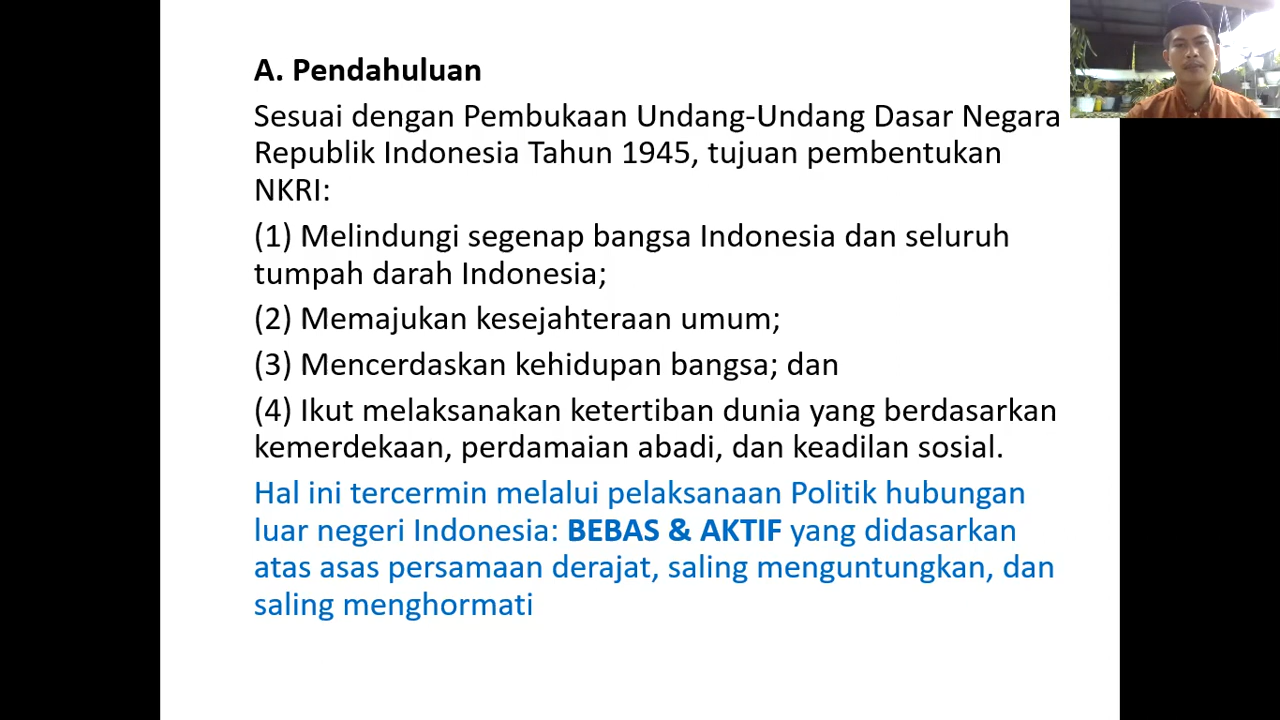 A. Pendahuluan
Sesuai dengan Pembukaan Undang-Undang Dasar Negara
Republik Indonesia Tahun 1945, tujuan pembentukan
NKRI:
(1) Melindungi segenap bangsa Indonesia dan seluruh
tumpah darah Indonesia;
(2) Memajukan kesejahteraan umum;
(3) Mencerdaskan kehidupan bangsa; dan
(4) Ikut melaksanakan ketertiban dunia yang berdasarkan
kemerdekaan, perdamaian abadi, dan keadilan sosial.
Hal ini tercermin melalui pelaksanaan Politik hubungan
luar negeri Indonesia: BEBAS & AKTIF yang didasarkan
atas asas persamaan derajat, saling menguntungkan, dan
saling menghormati